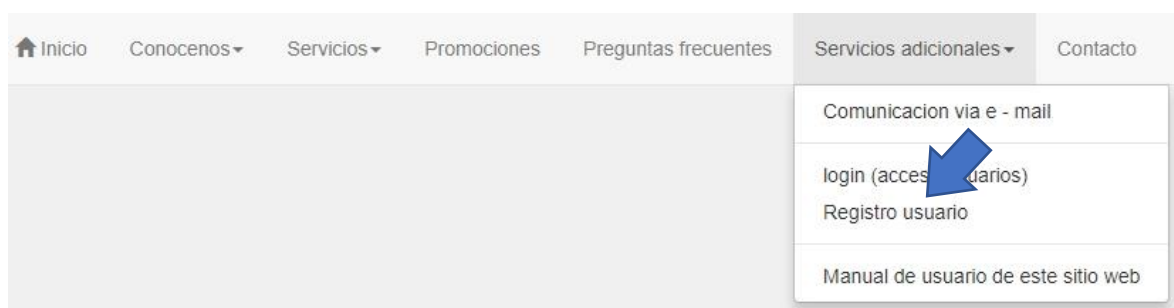 Inicio Conocenos Servicios Promociones Preguntas frecuentes Servicios adicionales Contacto
Comunicacion via e - mail
login (acces uarios)
Registro usuario
Manual de usuario de este sitio web